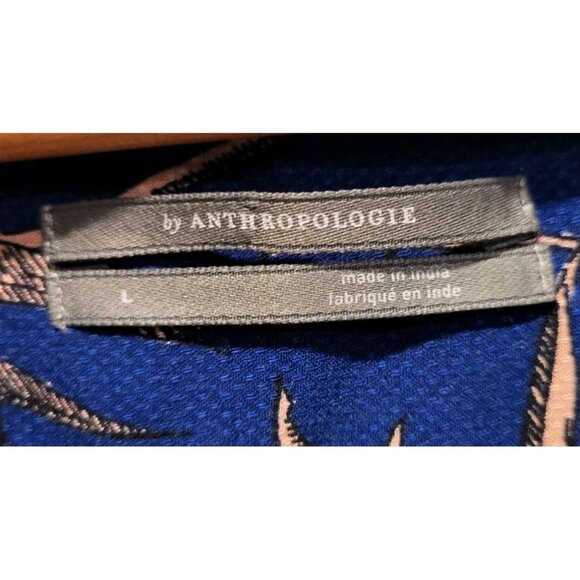 by ANTHROPOLOGIE
L
made in india
fabriqué en inde